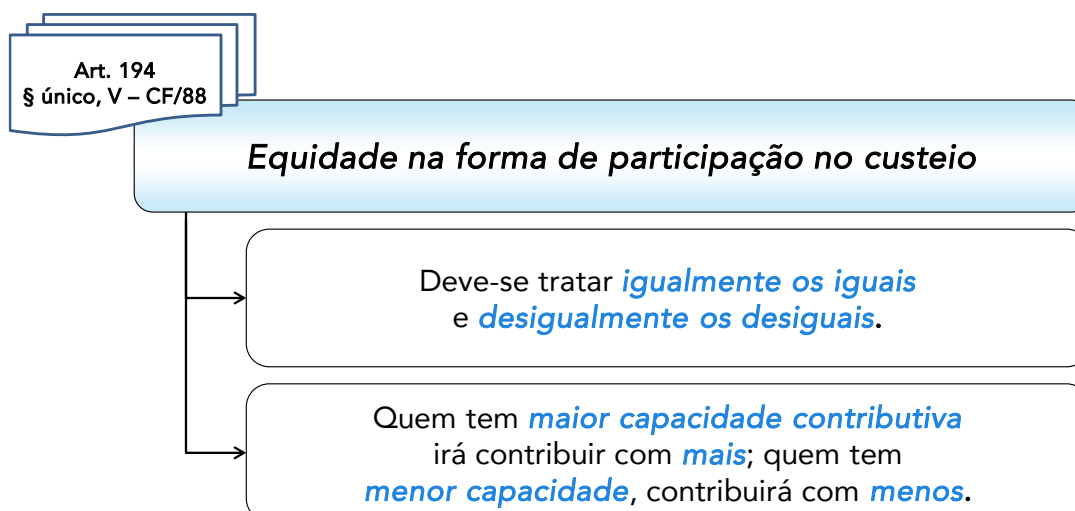 Art. 194
§ único, V – CF/88
Equidade na forma de participação no custeio
Deve-se tratar igualmente os iguais
e desigualmente os desiguais.
Quem tem maior capacidade contributiva
irá contribuir com mais; quem tem
menor capacidade, contribuirá com menos.